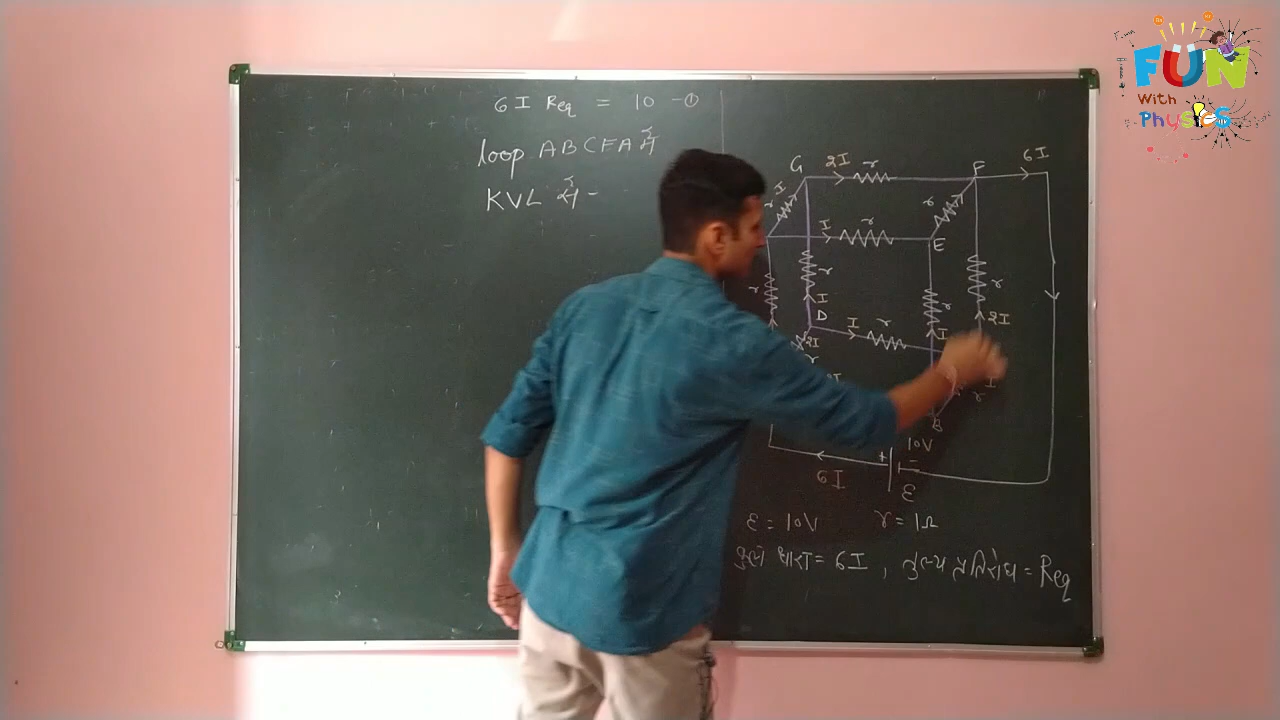 6 I Req = 10 -①
loop ABCFA में
KVL से -
G 2I r F 6I
r I
I r E
r r r r
I D I r I 2I
2I
r
I
r
B
10V
+ -
6I ε
ε = 10V r = 1Ω
कुल धारा = 6I , तुल्य प्रतिरोध = Req
FUN
With
Physics